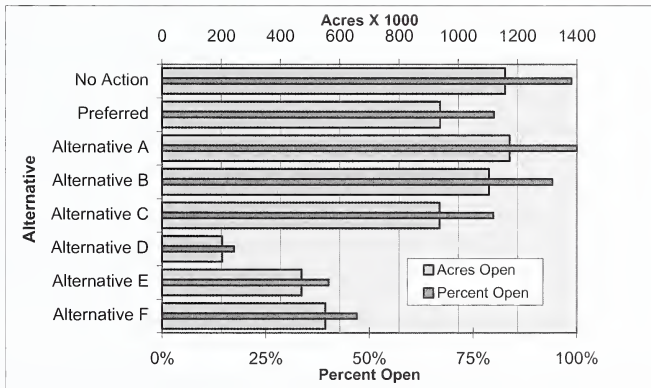 Acres X 1000
0 200 400 600 800 1000 1200 1400
Alternative
No Action
Preferred
Alternative A
Alternative B
Alternative C
Alternative D
Alternative E
Alternative F
Acres Open
Percent Open
0% 25% 50% 75% 100%
Percent Open